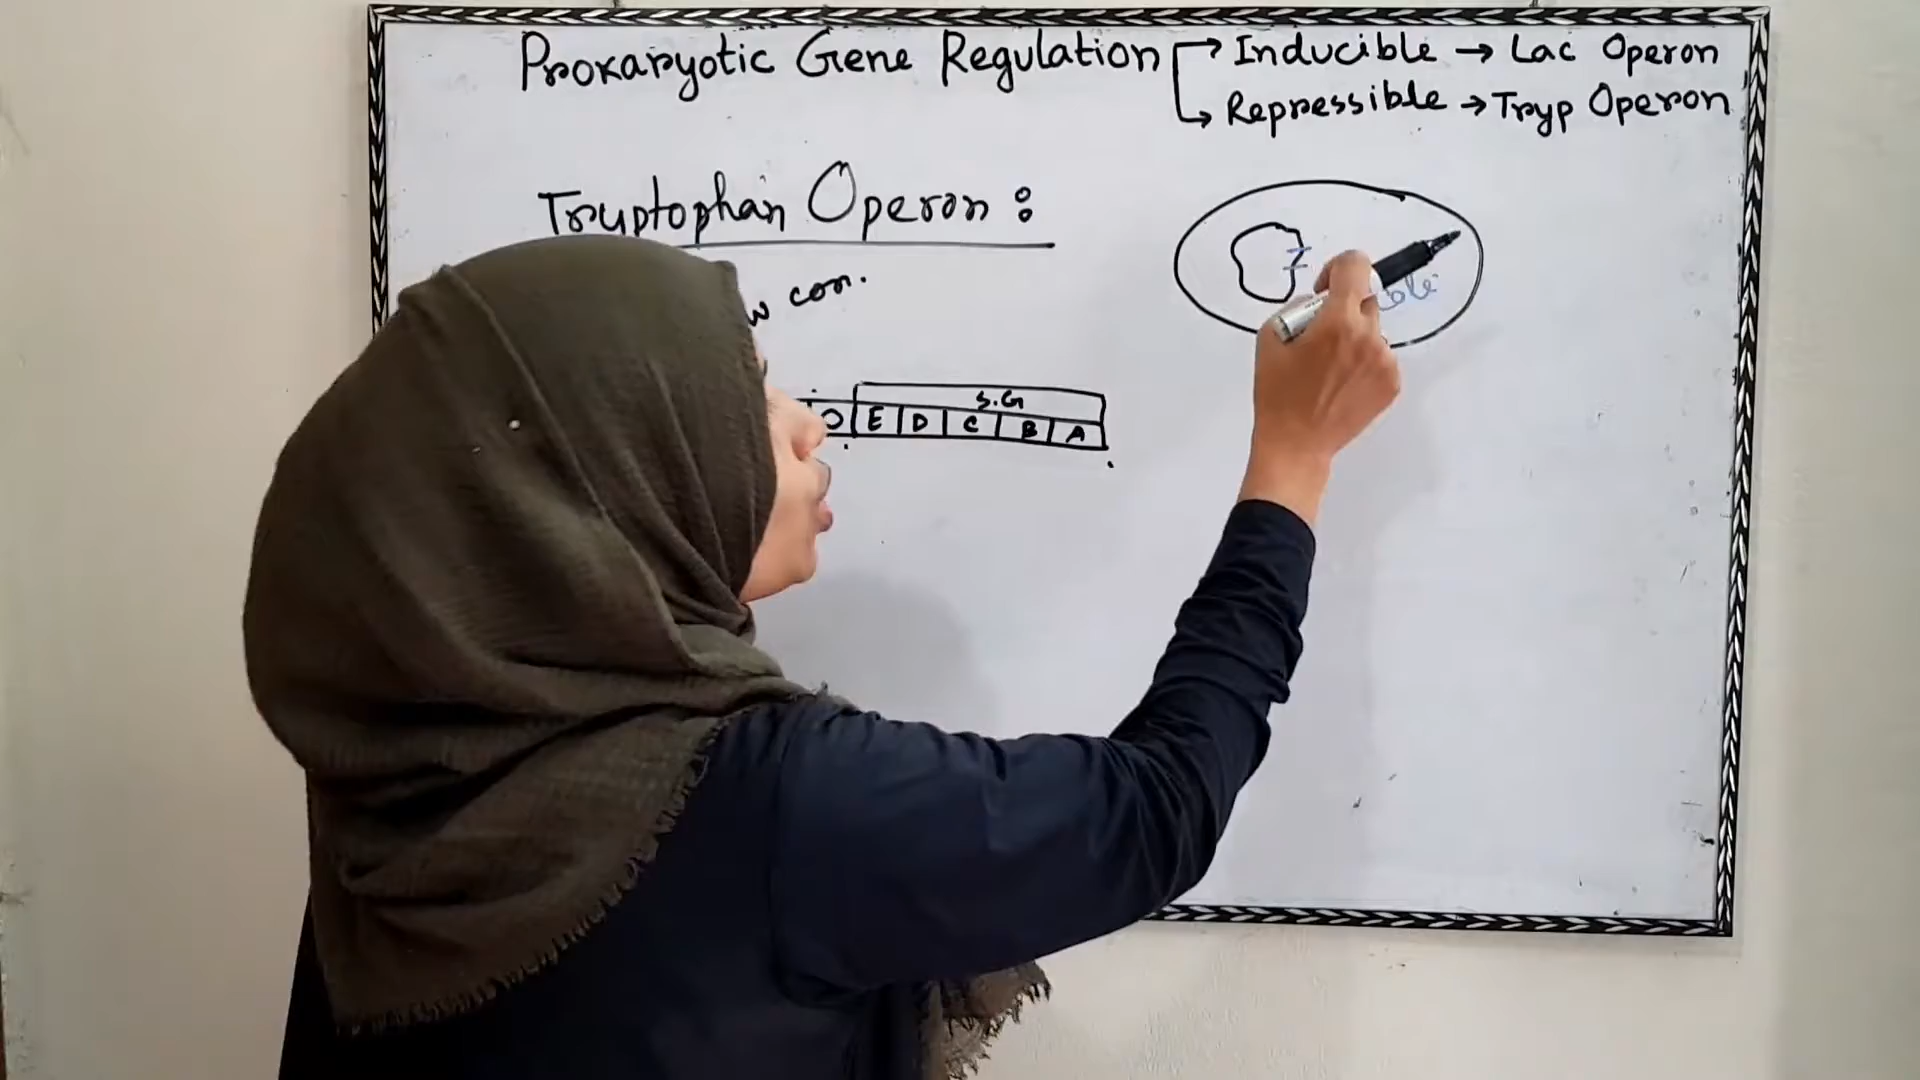 Prokaryotic Gene Regulation → Inducible → Lac Operon
→ Repressible → Tryp Operon
Tryptophan Operon :
con.
S.G
O E D C B A